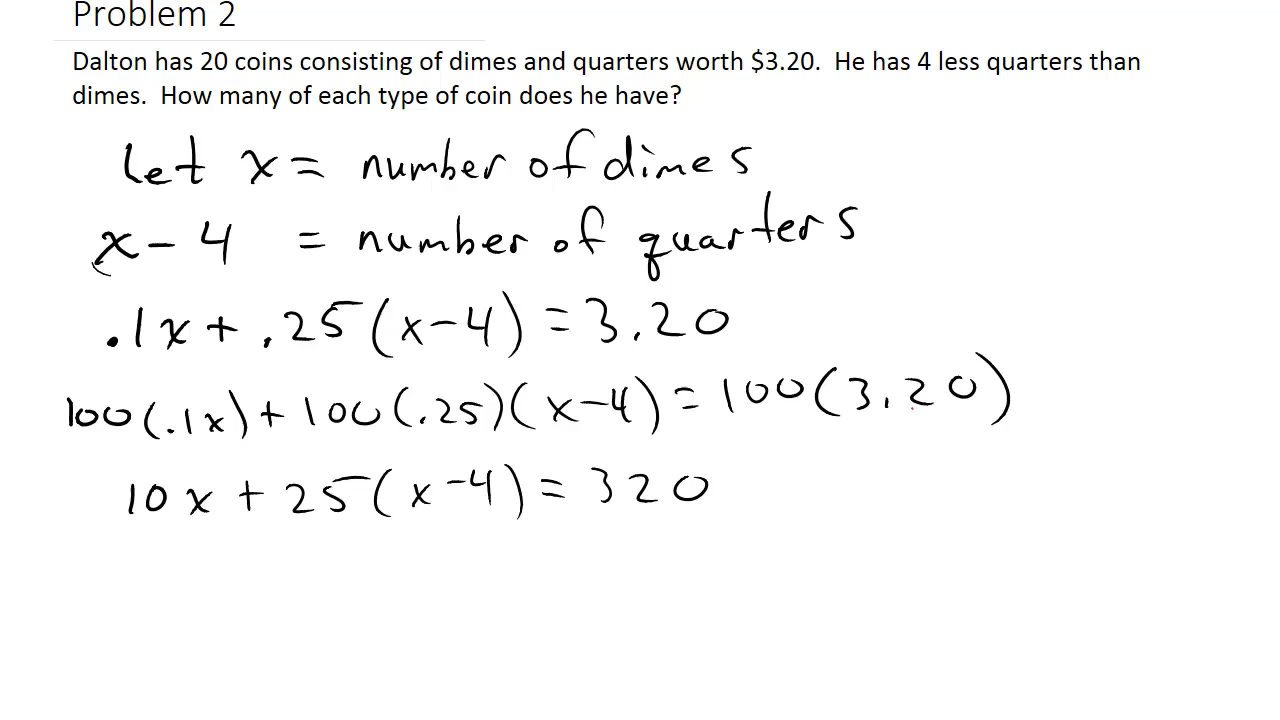 Problem 2
Dalton has 20 coins consisting of dimes and quarters worth $3.20.  He has 4 less quarters than
dimes.  How many of each type of coin does he have?
Let x = number of dimes
x - 4 = number of quarters
.1x + .25(x-4) = 3.20
100(.1x) + 100(.25)(x-4) = 100(3.20)
10x + 25(x-4) = 320